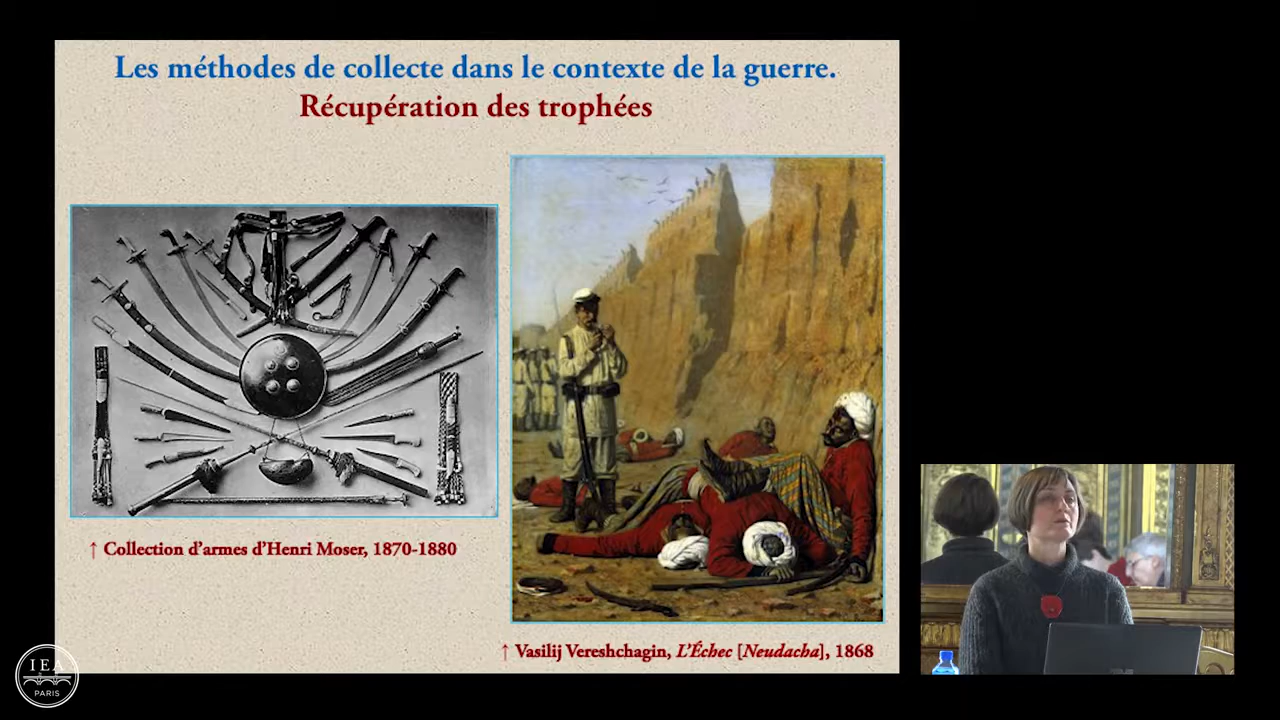 Les méthodes de collecte dans le contexte de la guerre.
Récupération des trophées
↑ Collection d'armes d'Henri Moser, 1870-1880
↑ Vasilij Vereshchagin, L'Échec [Neudacha], 1868
IEA
PARIS